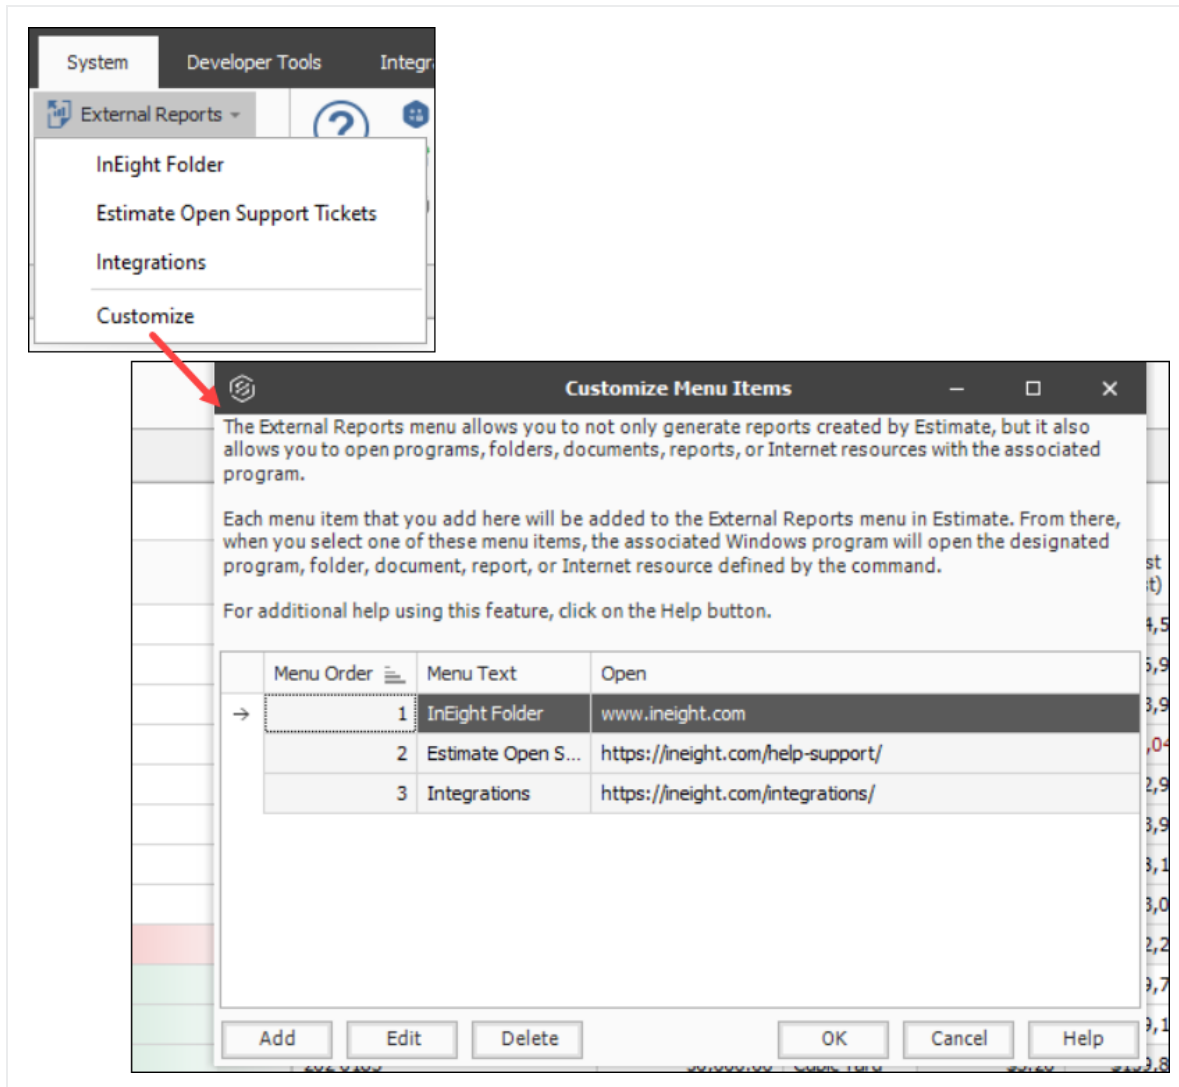 System Developer Tools
External Reports
InEight Folder
Estimate Open Support Tickets
Integrations
Customize
Customize Menu Items
The External Reports menu allows you to not only generate reports created by Estimate, but it also
allows you to open programs, folders, documents, reports, or Internet resources with the associated
program.
Each menu item that you add here will be added to the External Reports menu in Estimate. From there,
when you select one of these menu items, the associated Windows program will open the designated
program, folder, document, report, or Internet resource defined by the command.
For additional help using this feature, click on the Help button.
Menu Order Menu Text Open
1 InEight Folder www.ineight.com
2 Estimate Open S... https://ineight.com/help-support/
3 Integrations https://ineight.com/integrations/
Add Edit Delete OK Cancel Help